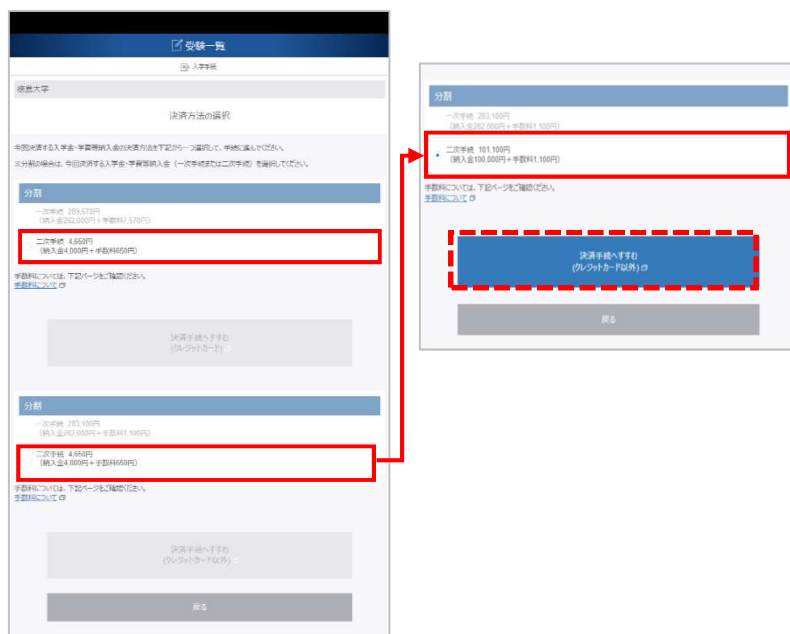 受験一覧
入学手続
徳島大学
決済方法の選択
今回決済する入学金・学費等納入金の決済方法を下記から一つ選択して、手続に進んでください。
※分割の場合は、今回決済する入学金・学費等納入金（一次手続または二次手続）を選択してください。
分割
一次手続 289,570円
（納入金282,000円＋手数料7,570円）
二次手続 4,650円
（納入金4,000円＋手数料650円）
手数料については、下記ページをご確認ください。
手数料について
決済手続へすすむ
(クレジットカード)
分割
一次手続 283,100円
（納入金282,000円＋手数料1,100円）
二次手続 4,650円
（納入金4,000円＋手数料650円）
手数料については、下記ページをご確認ください。
手数料について
決済手続へすすむ
(クレジットカード以外)
戻る
分割
一次手続 283,100円
（納入金282,000円＋手数料1,100円）
二次手続 101,100円
（納入金100,000円＋手数料1,100円）
手数料については、下記ページをご確認ください。
手数料について
決済手続へすすむ
(クレジットカード以外)
戻る